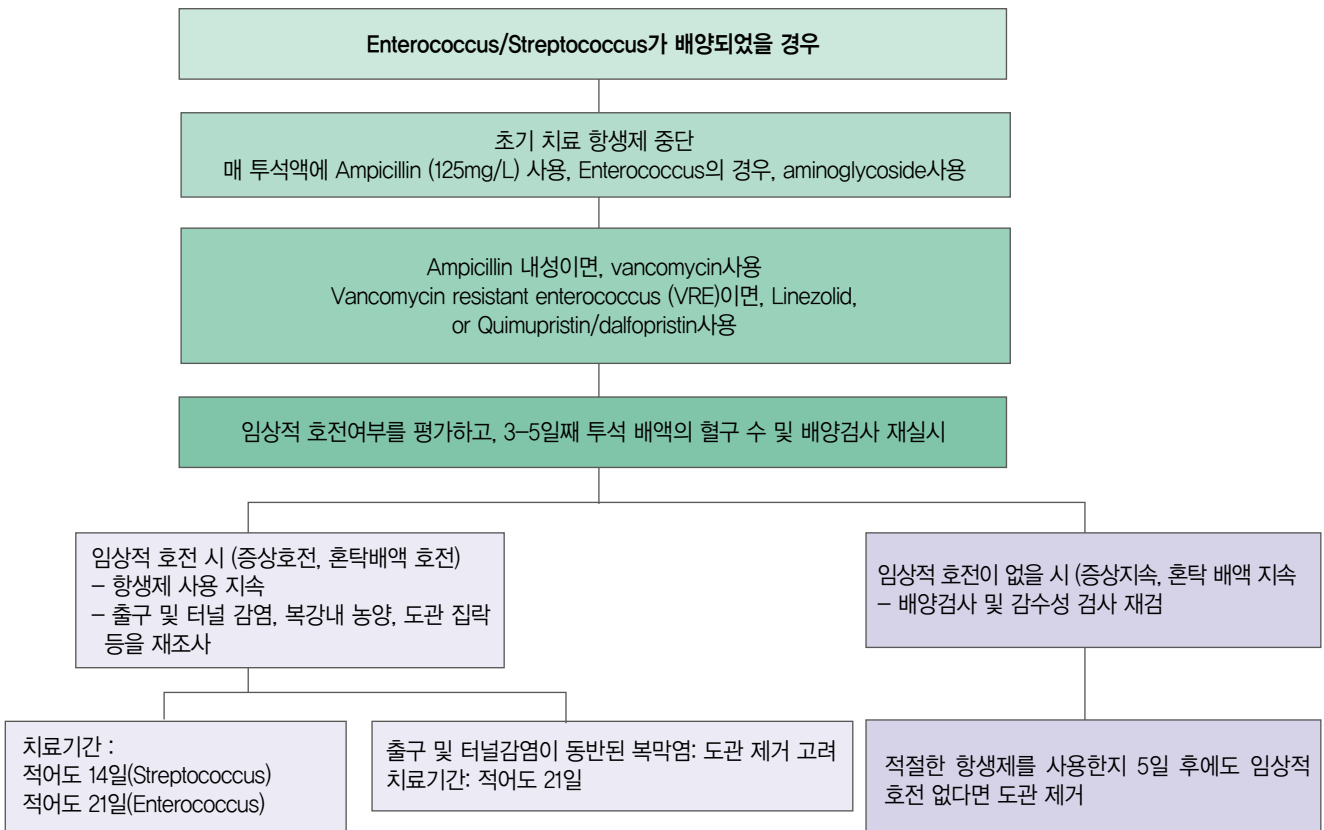 Enterococcus/Streptococcus가 배양되었을 경우
초기 치료 항생제 중단
매 투석액에 Ampicillin (125mg/L) 사용, Enterococcus의 경우, aminoglycoside사용
Ampicillin 내성이면, vancomycin사용
Vancomycin resistant enterococcus (VRE)이면, Linezolid,
or Quimupristin/dalfopristin사용
임상적 호전여부를 평가하고, 3-5일째 투석 배액의 혈구 수 및 배양검사 재실시
임상적 호전 시 (증상호전, 혼탁배액 호전)
- 항생제 사용 지속
- 출구 및 터널 감염, 복강내 농양, 도관 집락
등을 재조사
임상적 호전이 없을 시 (증상지속, 혼탁 배액 지속
- 배양검사 및 감수성 검사 재검
치료기간 :
적어도 14일(Streptococcus)
적어도 21일(Enterococcus)
출구 및 터널감염이 동반된 복막염: 도관 제거 고려
치료기간: 적어도 21일
적절한 항생제를 사용한지 5일 후에도 임상적
호전 없다면 도관 제거